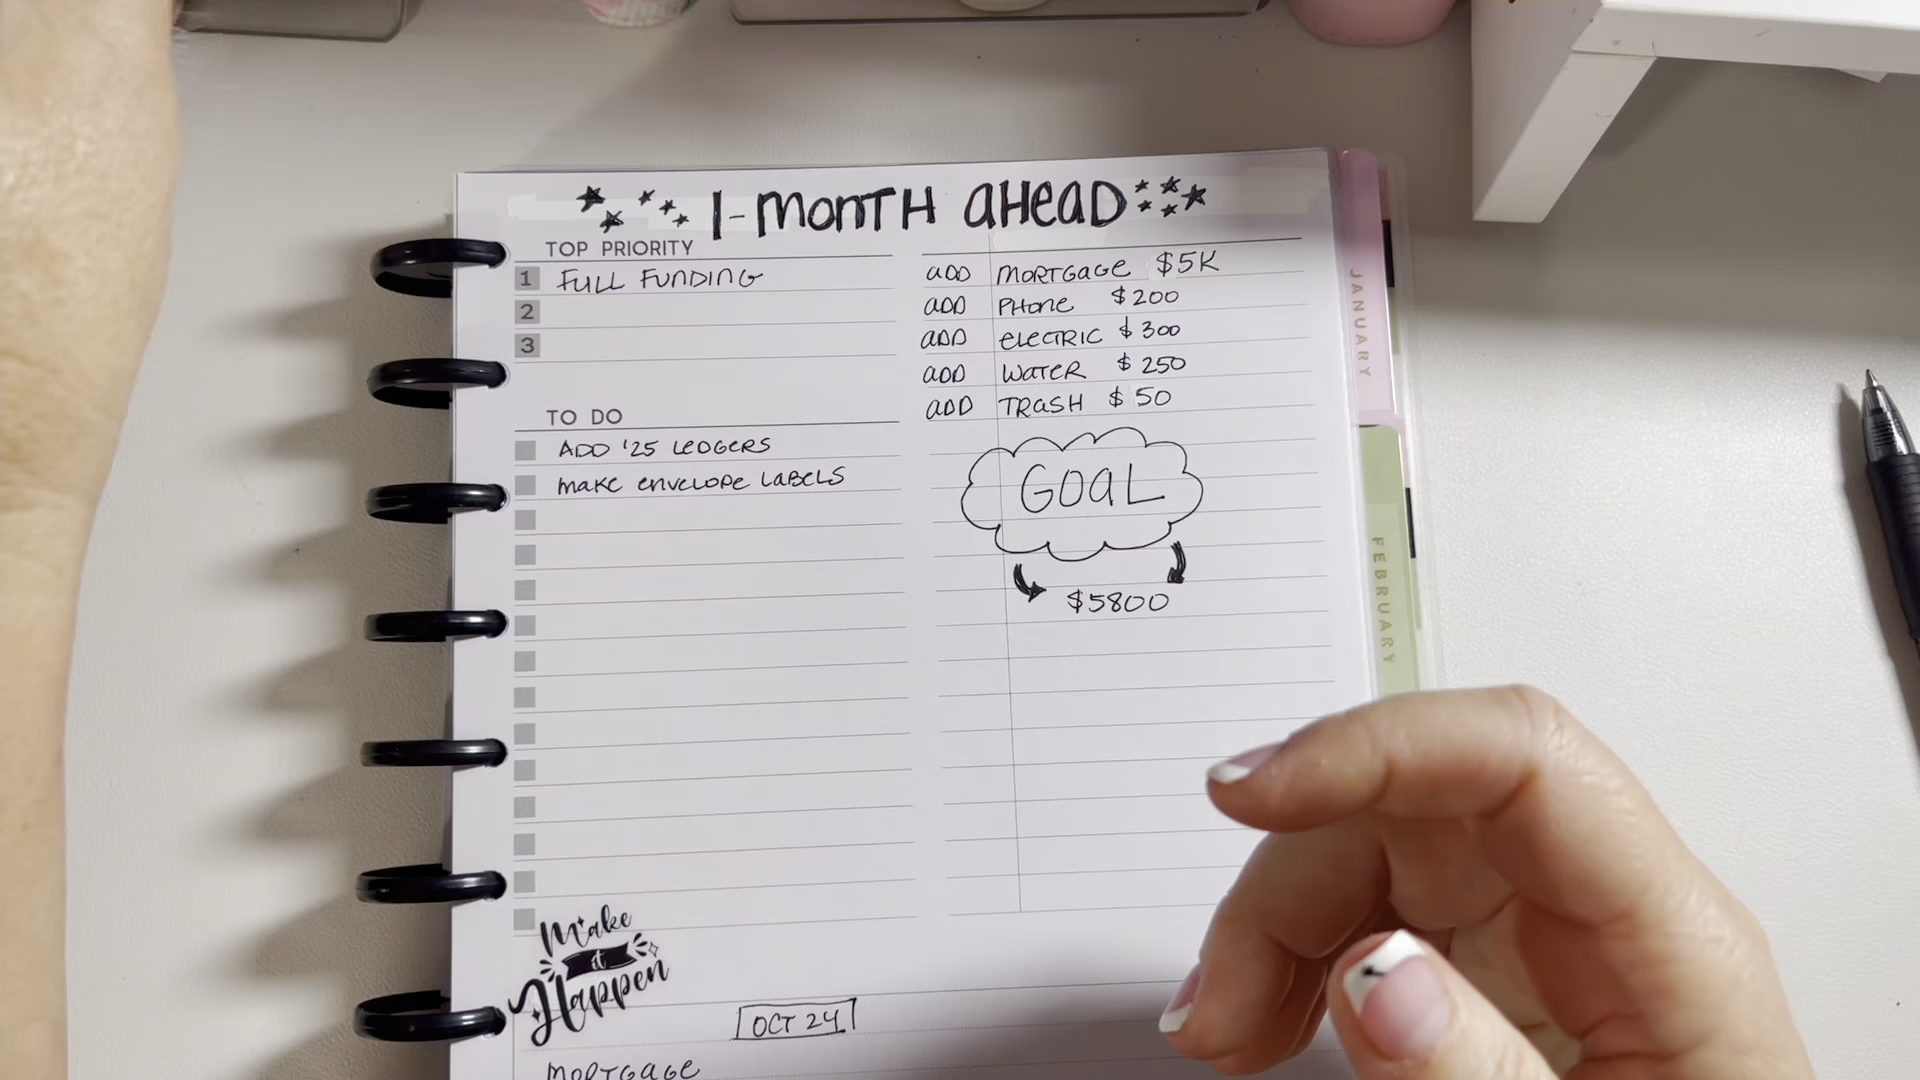 1-MONTH AHEAD
TOP PRIORITY
1 FULL FUNDING
2
3
TO DO
ADD '25 LEDGERS
MAKE ENVELOPE LABELS
ADD MORTGAGE $5K
ADD PHONE $200
ADD ELECTRIC $300
ADD WATER $250
ADD TRASH $50
GOAL
$5800
Make
it
Happen
OCT 24
MORTGAGE
JANUARY
FEBRUARY